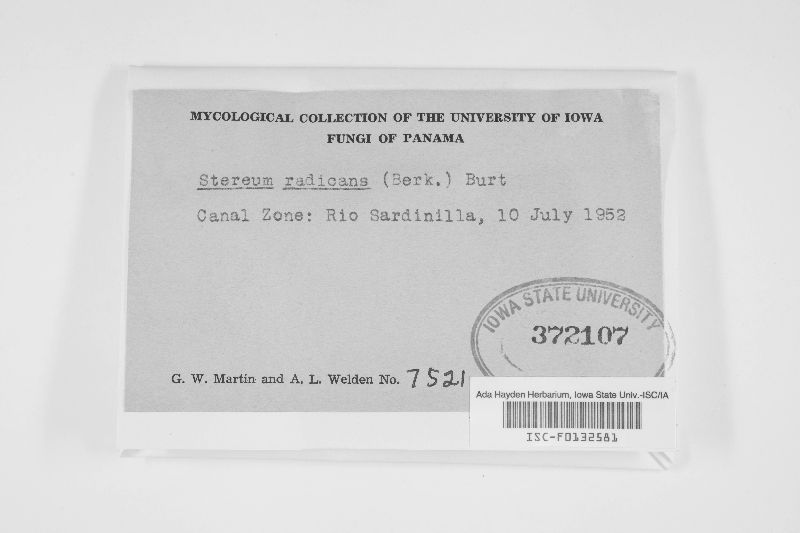 MYCOLOGICAL COLLECTION OF THE UNIVERSITY OF IOWA
FUNGI OF PANAMA
Stereum radicans (Berk.) Burt
Canal Zone: Rio Sardinilla, 10 July 1952
IOWA STATE UNIVERSITY
372107
G. W. Martin and A. L. Welden No. 7521
Ada Hayden Herbarium, Iowa State Univ.-ISC/IA
ISC-F0132581